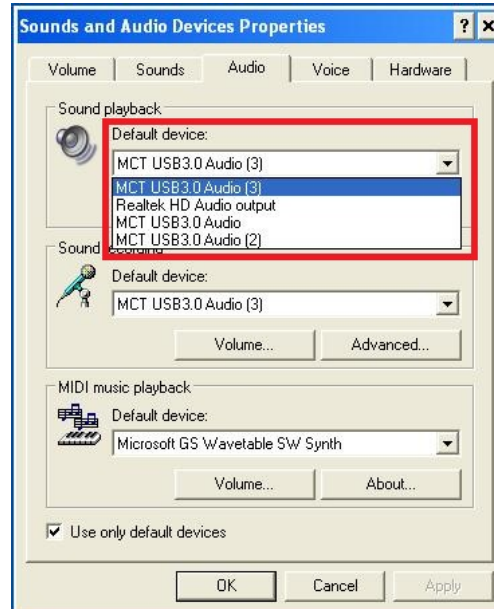 Sounds and Audio Devices Properties
Volume Sounds Audio Voice Hardware
Sound playback
Default device:
MCT USB3.0 Audio (3)
MCT USB3.0 Audio (3)
Realtek HD Audio output
MCT USB3.0 Audio
MCT USB3.0 Audio (2)
Sound recording
Default device:
MCT USB3.0 Audio (3)
Volume... Advanced...
MIDI music playback
Default device:
Microsoft GS Wavetable SW Synth
Volume... About...
Use only default devices
OK Cancel Apply